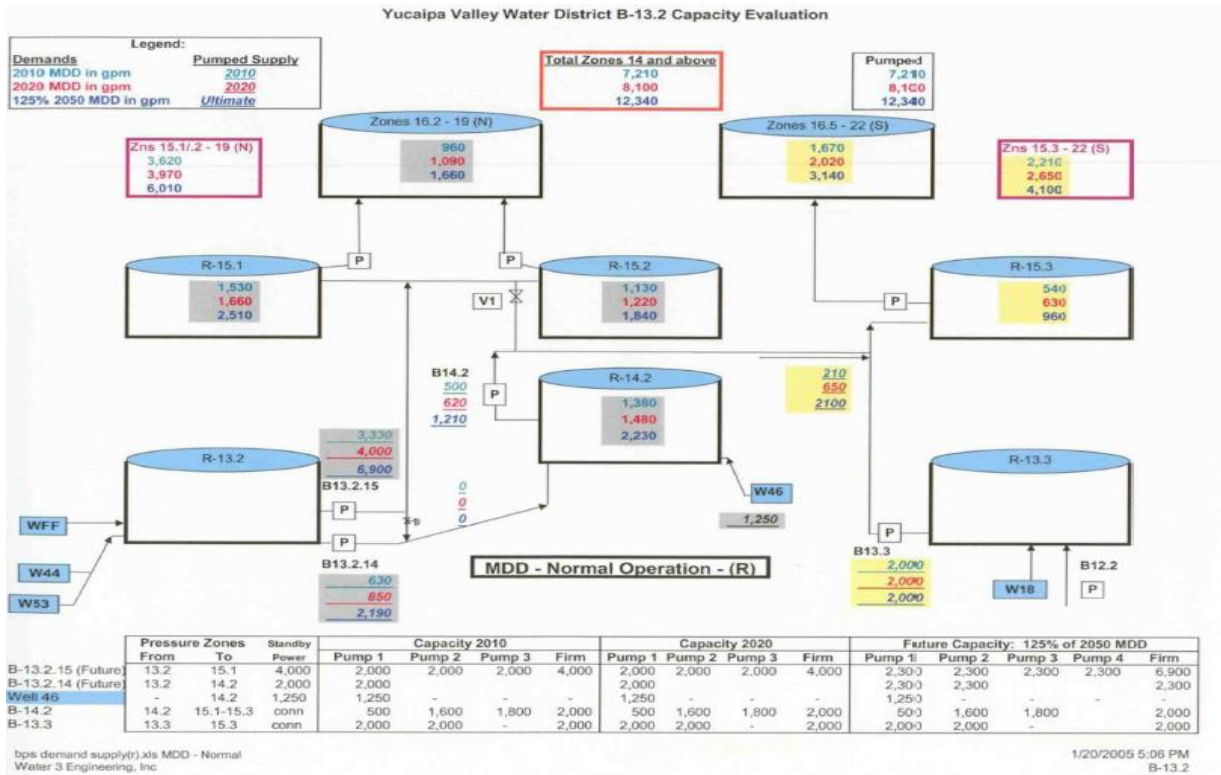 Yucaipa Valley Water District B-13.2 Capacity Evaluation
Legend:
Demands Pumped Supply
2010 MDD in gpm 2010
2020 MDD in gpm 2020
125% 2050 MDD in gpm Ultimate
Total Zones 14 and above
7,210
8,100
12,340
Pumped
7,210
8,100
12,340
Zones 16.2 - 19 (N)
960
1,090
1,660
Zones 16.5 - 22 (S)
1,670
2,020
3,140
Zns 15.1/.2 - 19 (N)
3,620
3,970
6,010
Zns 15.3 - 22 (S)
2,210
2,650
4,100
P
P
R-15.1
1,530
1,660
2,510
R-15.2
1,130
1,220
1,840
R-15.3
540
630
960
P
V1
B14.2
500
620
1,210
P
R-14.2
1,380
1,480
2,230
210
650
2100
R-13.2
3,330
4,000
6,900
B13.2.15
P
P
0
0
0
W46
1,250
R-13.3
P
WFF
W44
W53
B13.2.14
630
850
2,190
MDD - Normal Operation - (R)
B13.3
2,000
2,000
2,000
W18
B12.2
P
Pressure Zones Standby Capacity 2010 Capacity 2020 Future Capacity: 125% of 2050 MDD
From To Power Pump 1 Pump 2 Pump 3 Firm Pump 1 Pump 2 Pump 3 Firm Pump 1 Pump 2 Pump 3 Pump 4 Firm
B-13.2.15 (Future) 13.2 15.1 4,000 2,000 2,000 2,000 4,000 2,000 2,000 2,000 4,000 2,300 2,300 2,300 2,300 6,900
B-13.2.14 (Future) 13.2 14.2 2,000 2,000 2,000 2,300 2,300 2,300
Well 46 - 14.2 1,250 1,250 - - - 1,250 - - - 1,250 - - - -
B-14.2 14.2 15.1-15.3 conn 500 1,600 1,800 2,000 500 1,600 1,800 2,000 500 1,600 1,800 2,000
B-13.3 13.3 15.3 conn 2,000 2,000 - 2,000 2,000 2,000 - 2,000 2,000 2,000 - 2,000
bps demand supply(r).xls MDD - Normal
Water 3 Engineering, Inc
1/20/2005 5:06 PM
B-13.2